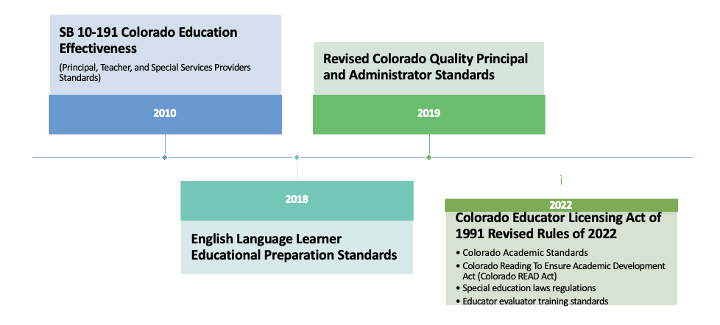 SB 10-191 Colorado Education
Effectiveness
(Principal, Teacher, and Special Services Providers
Standards)
2010
Revised Colorado Quality Principal
and Administrator Standards
2019
2018
English Language Learner
Educational Preparation Standards
2022
Colorado Educator Licensing Act of
1991 Revised Rules of 2022
• Colorado Academic Standards
• Colorado Reading To Ensure Academic Development
Act (Colorado READ Act)
• Special education laws regulations
• Educator evaluator training standards